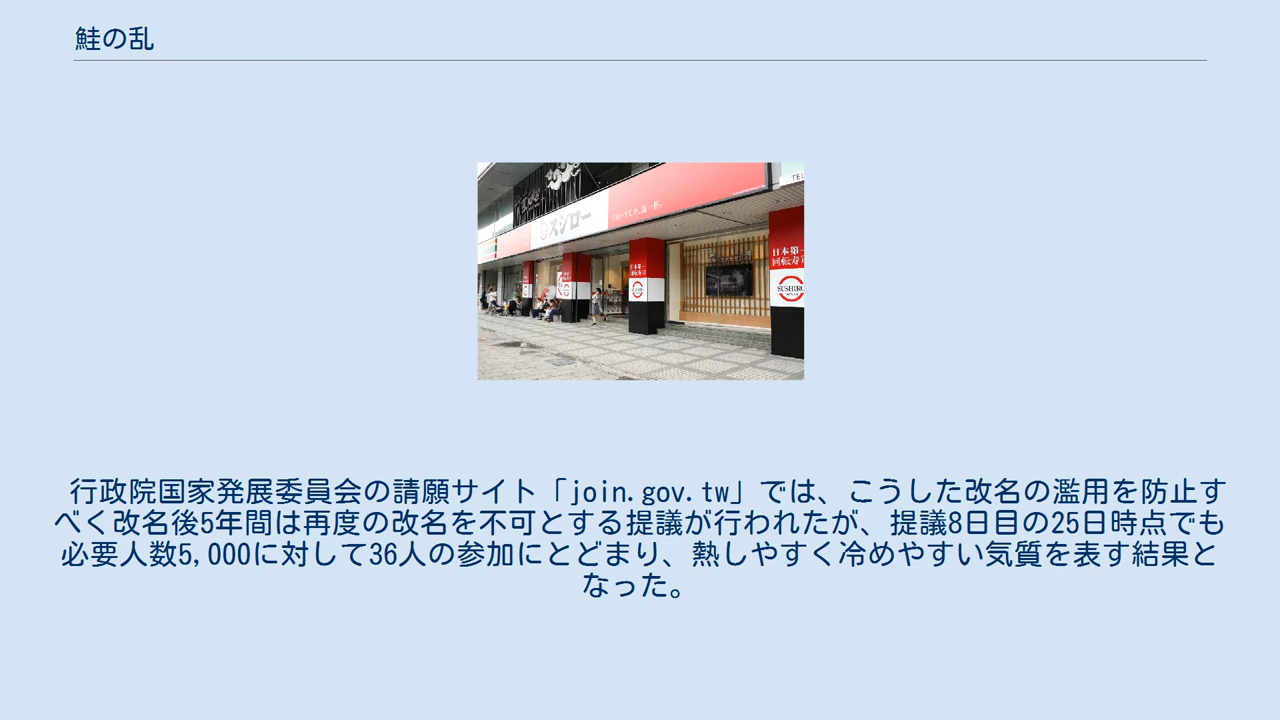 鮭の乱
スシロー
日本第一
回転寿司
SUSHIRO
行政院国家発展委員会の請願サイト「join.gov.tw」では、こうした改名の濫用を防止す
べく改名後5年間は再度の改名を不可とする提議が行われたが、提議8日目の25日時点でも
必要人数5,000に対して36人の参加にとどまり、熱しやすく冷めやすい気質を表す結果と
なった。